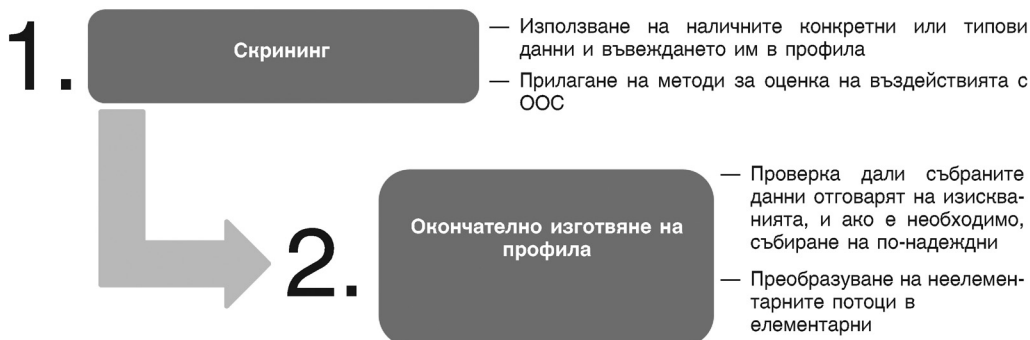 1.
Скрининг
— Използване на наличните конкретни или типови
данни и въвеждането им в профила
— Прилагане на методи за оценка на въздействията с
ООС
2.
Окончателно изготвяне на
профила
— Проверка дали събраните
данни отговарят на изисква-
нията, и ако е необходимо,
събиране на по-надеждни
— Преобразуване на неелемен-
тарните потоци в
елементарни